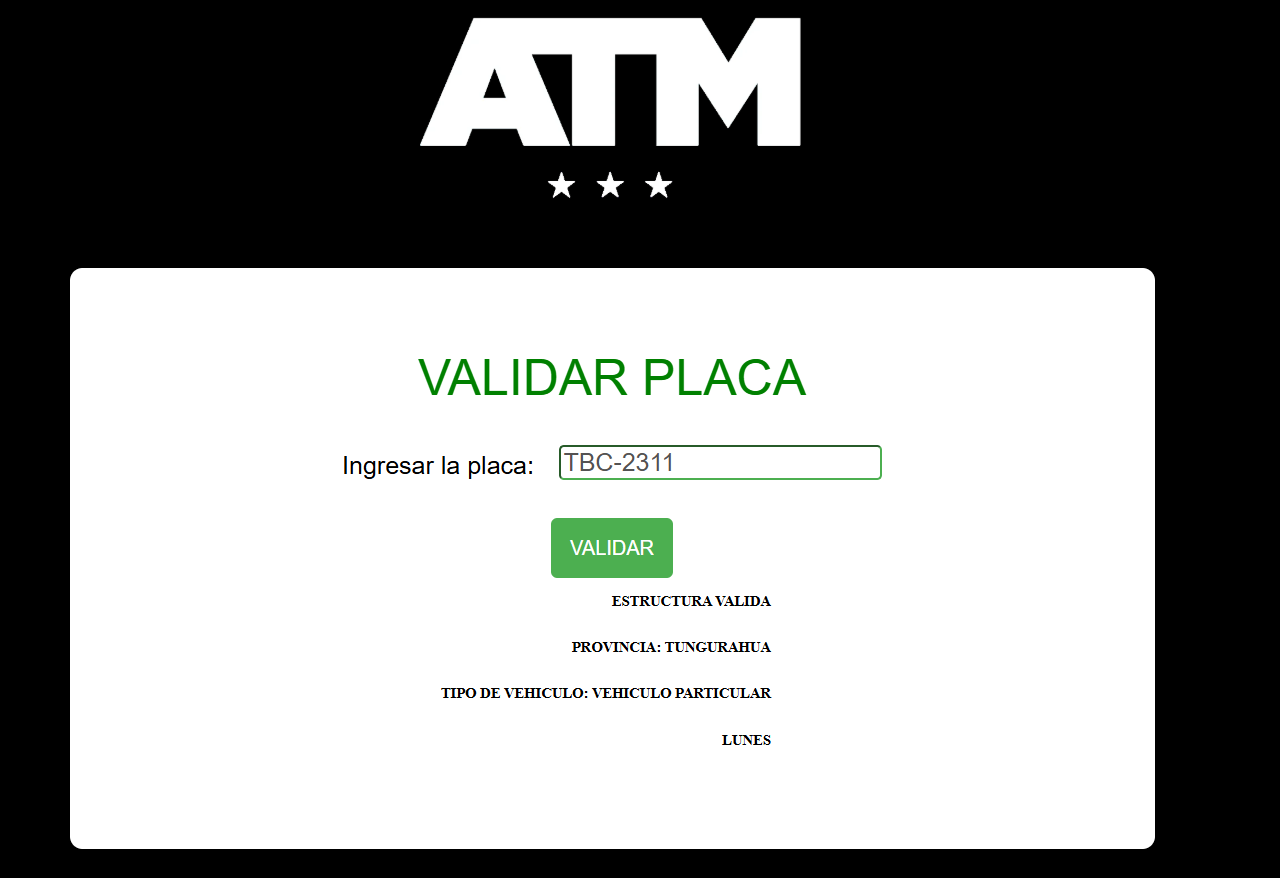 ATM
VALIDAR PLACA
Ingresar la placa: TBC-2311
VALIDAR
ESTRUCTURA VALIDA
PROVINCIA: TUNGURAHUA
TIPO DE VEHICULO: VEHICULO PARTICULAR
LUNES